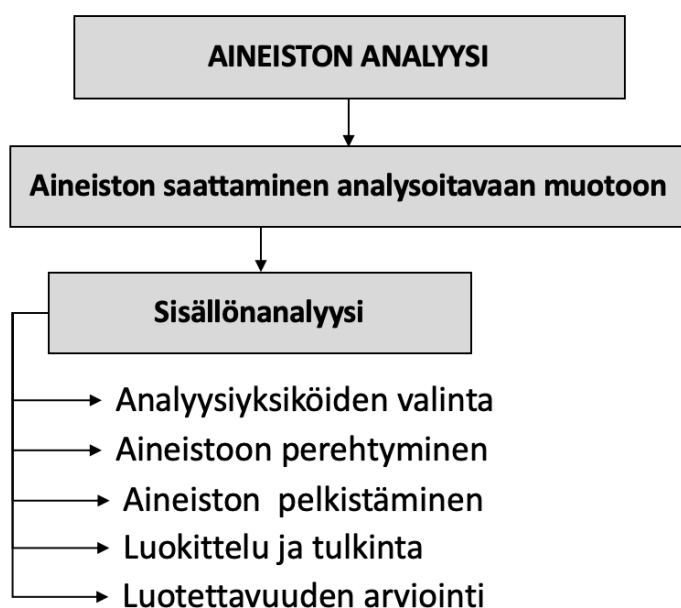 AINEISTON ANALYYSI
Aineiston saattaminen analysoitavaan muotoon
Sisällönanalyysi
Analyysiyksiköiden valinta
Aineistoon perehtyminen
Aineiston pelkistäminen
Luokittelu ja tulkinta
Luotettavuuden arviointi